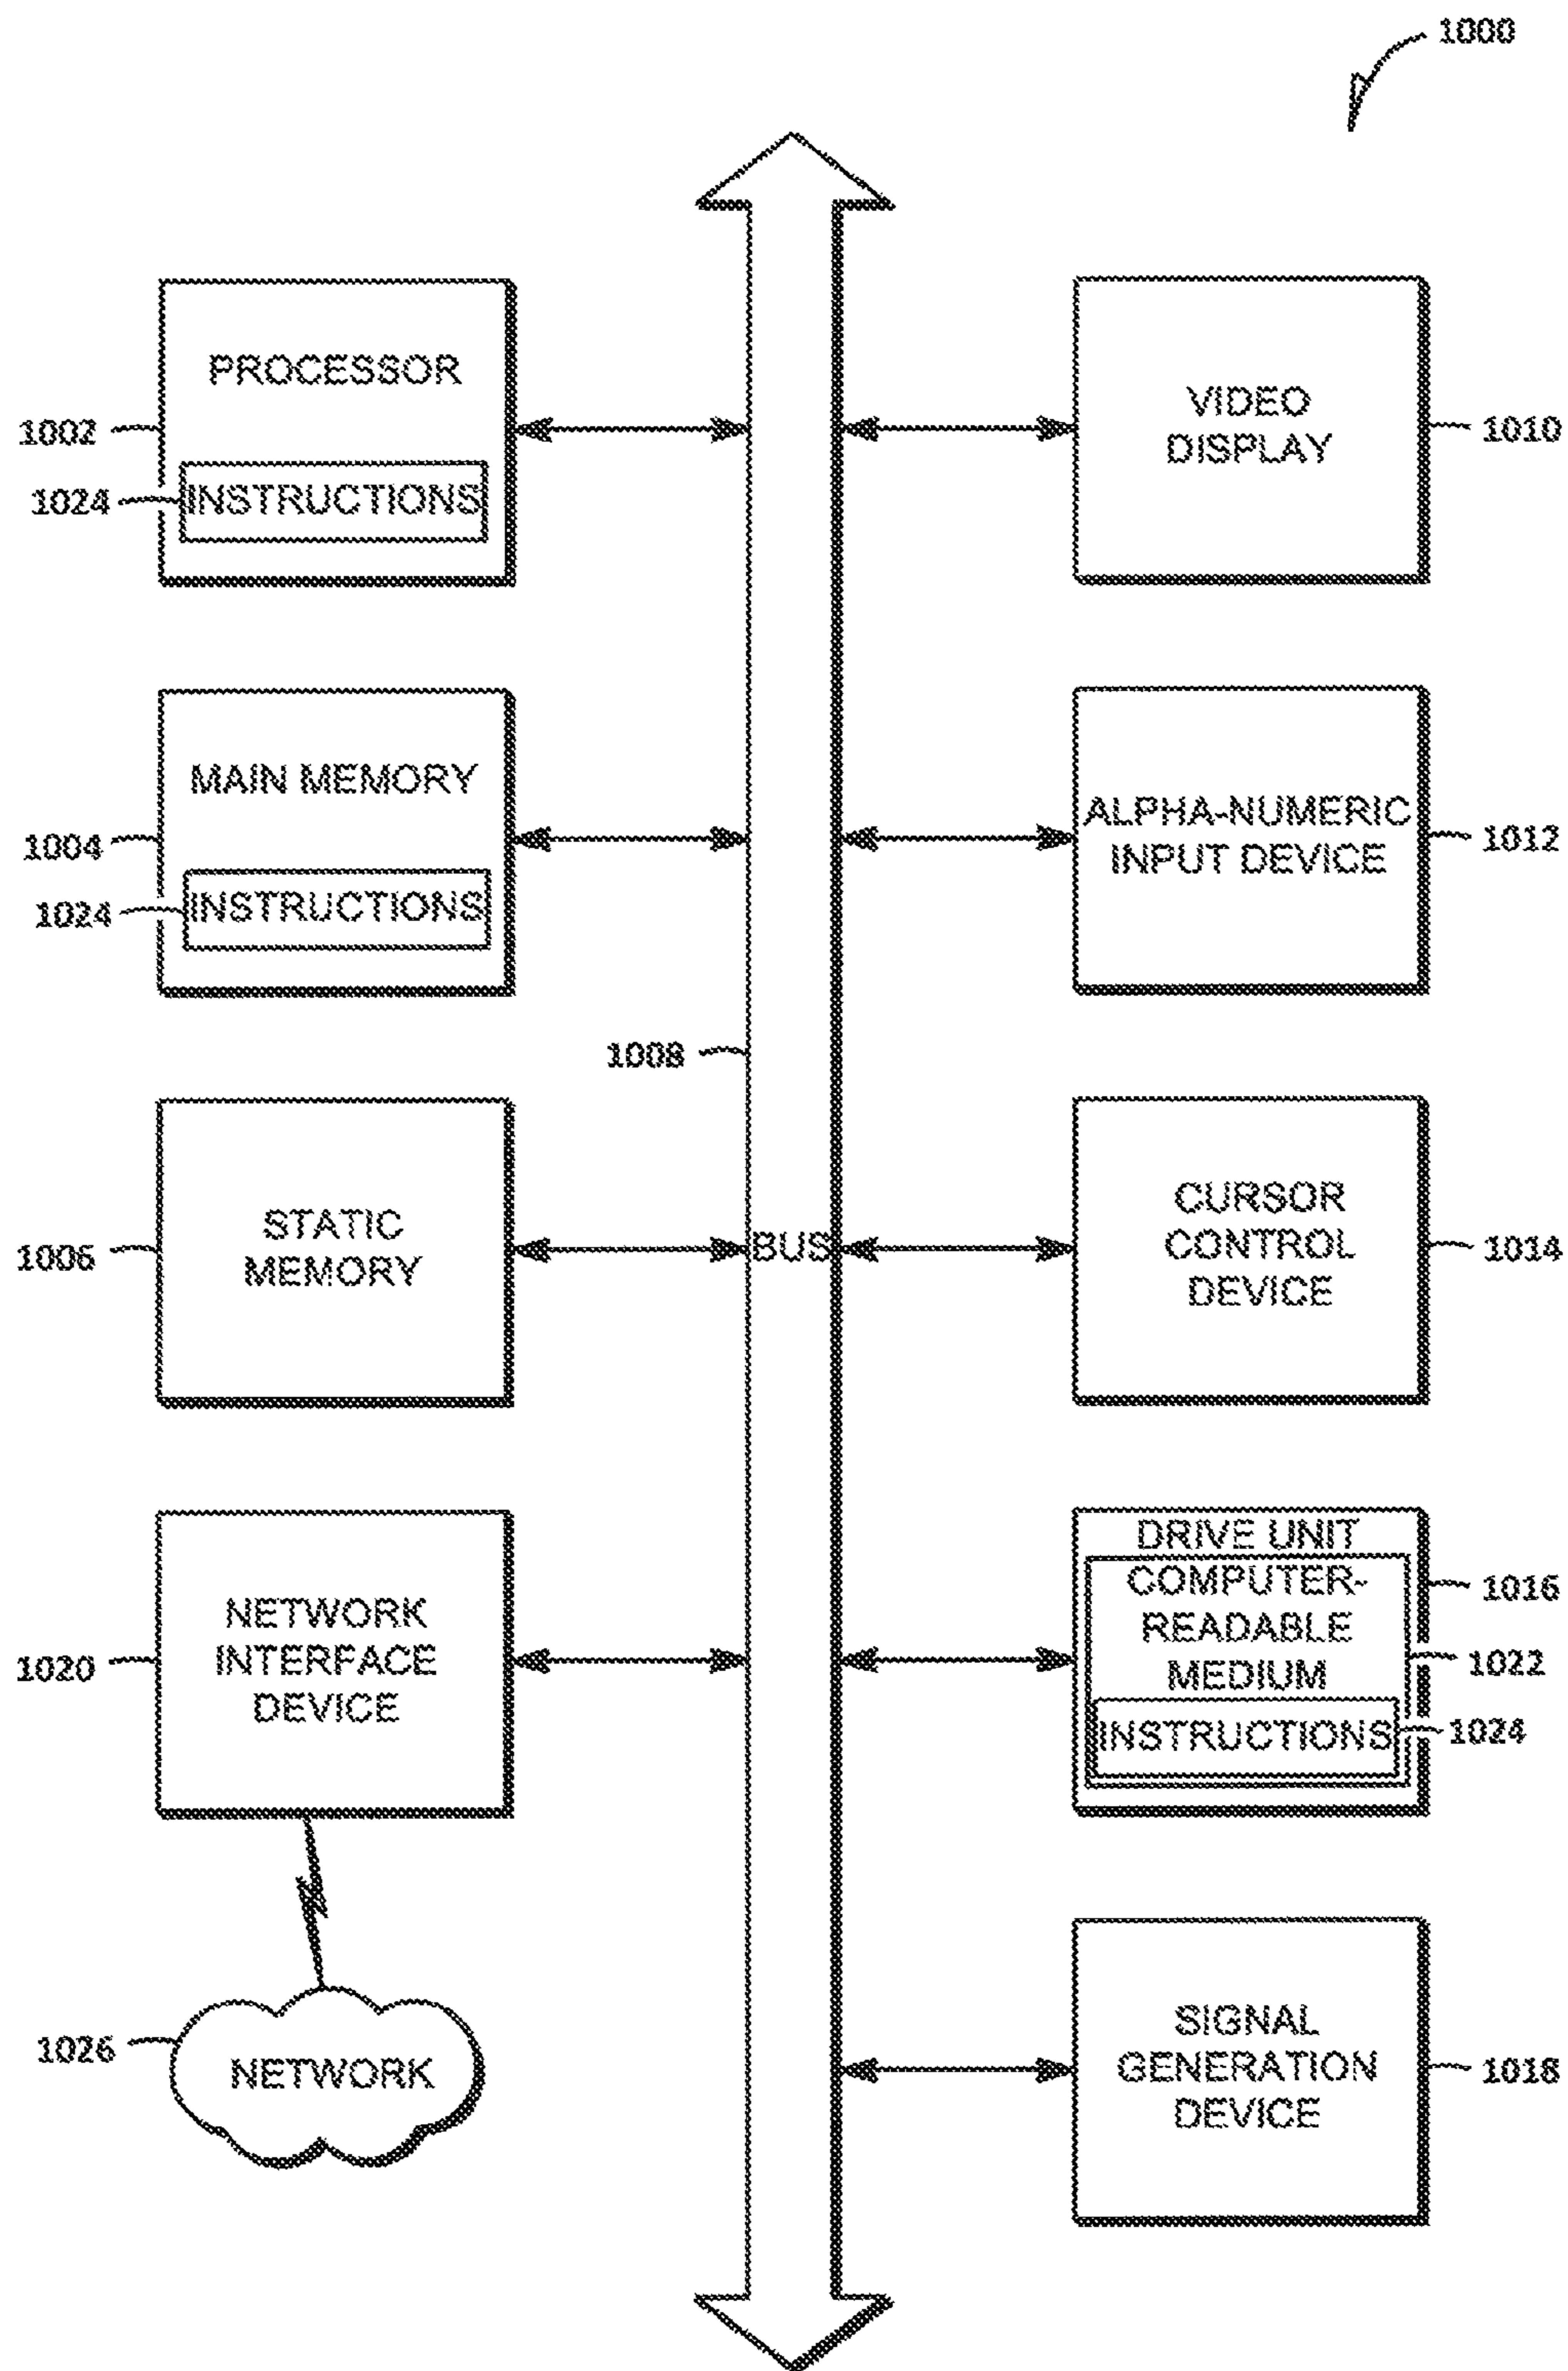 1000
PROCESSOR
1002
1024
INSTRUCTIONS
VIDEO
DISPLAY
1010
MAIN MEMORY
1004
1024
INSTRUCTIONS
ALPHA-NUMERIC
INPUT DEVICE
1012
1008
STATIC
MEMORY
1006
BUS
CURSOR
CONTROL
DEVICE
1014
NETWORK
INTERFACE
DEVICE
1020
DRIVE UNIT
COMPUTER-
READABLE
MEDIUM
1016
1022
INSTRUCTIONS
1024
1026
NETWORK
SIGNAL
GENERATION
DEVICE
1018